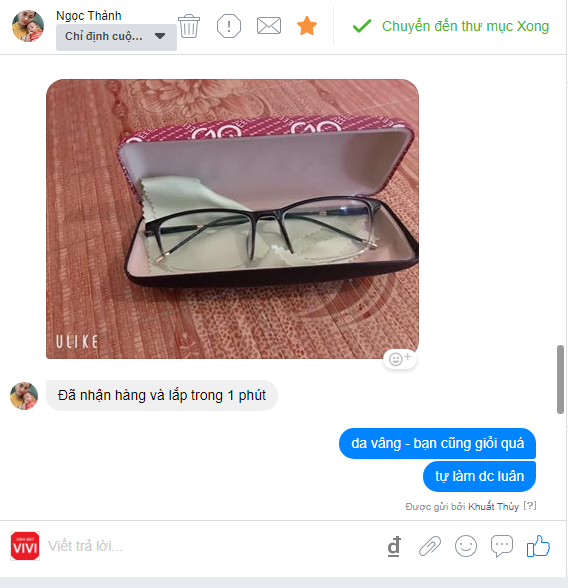 Ngọc Thành
Chỉ định cuộ...
Chuyển đến thư mục Xong
ULIKE
Đã nhận hàng và lắp trong 1 phút
da vâng - bạn cũng giỏi quá
tự làm dc luân
Được gửi bởi Khuất Thủy [?]
VIVI
Viết trả lời...
đ